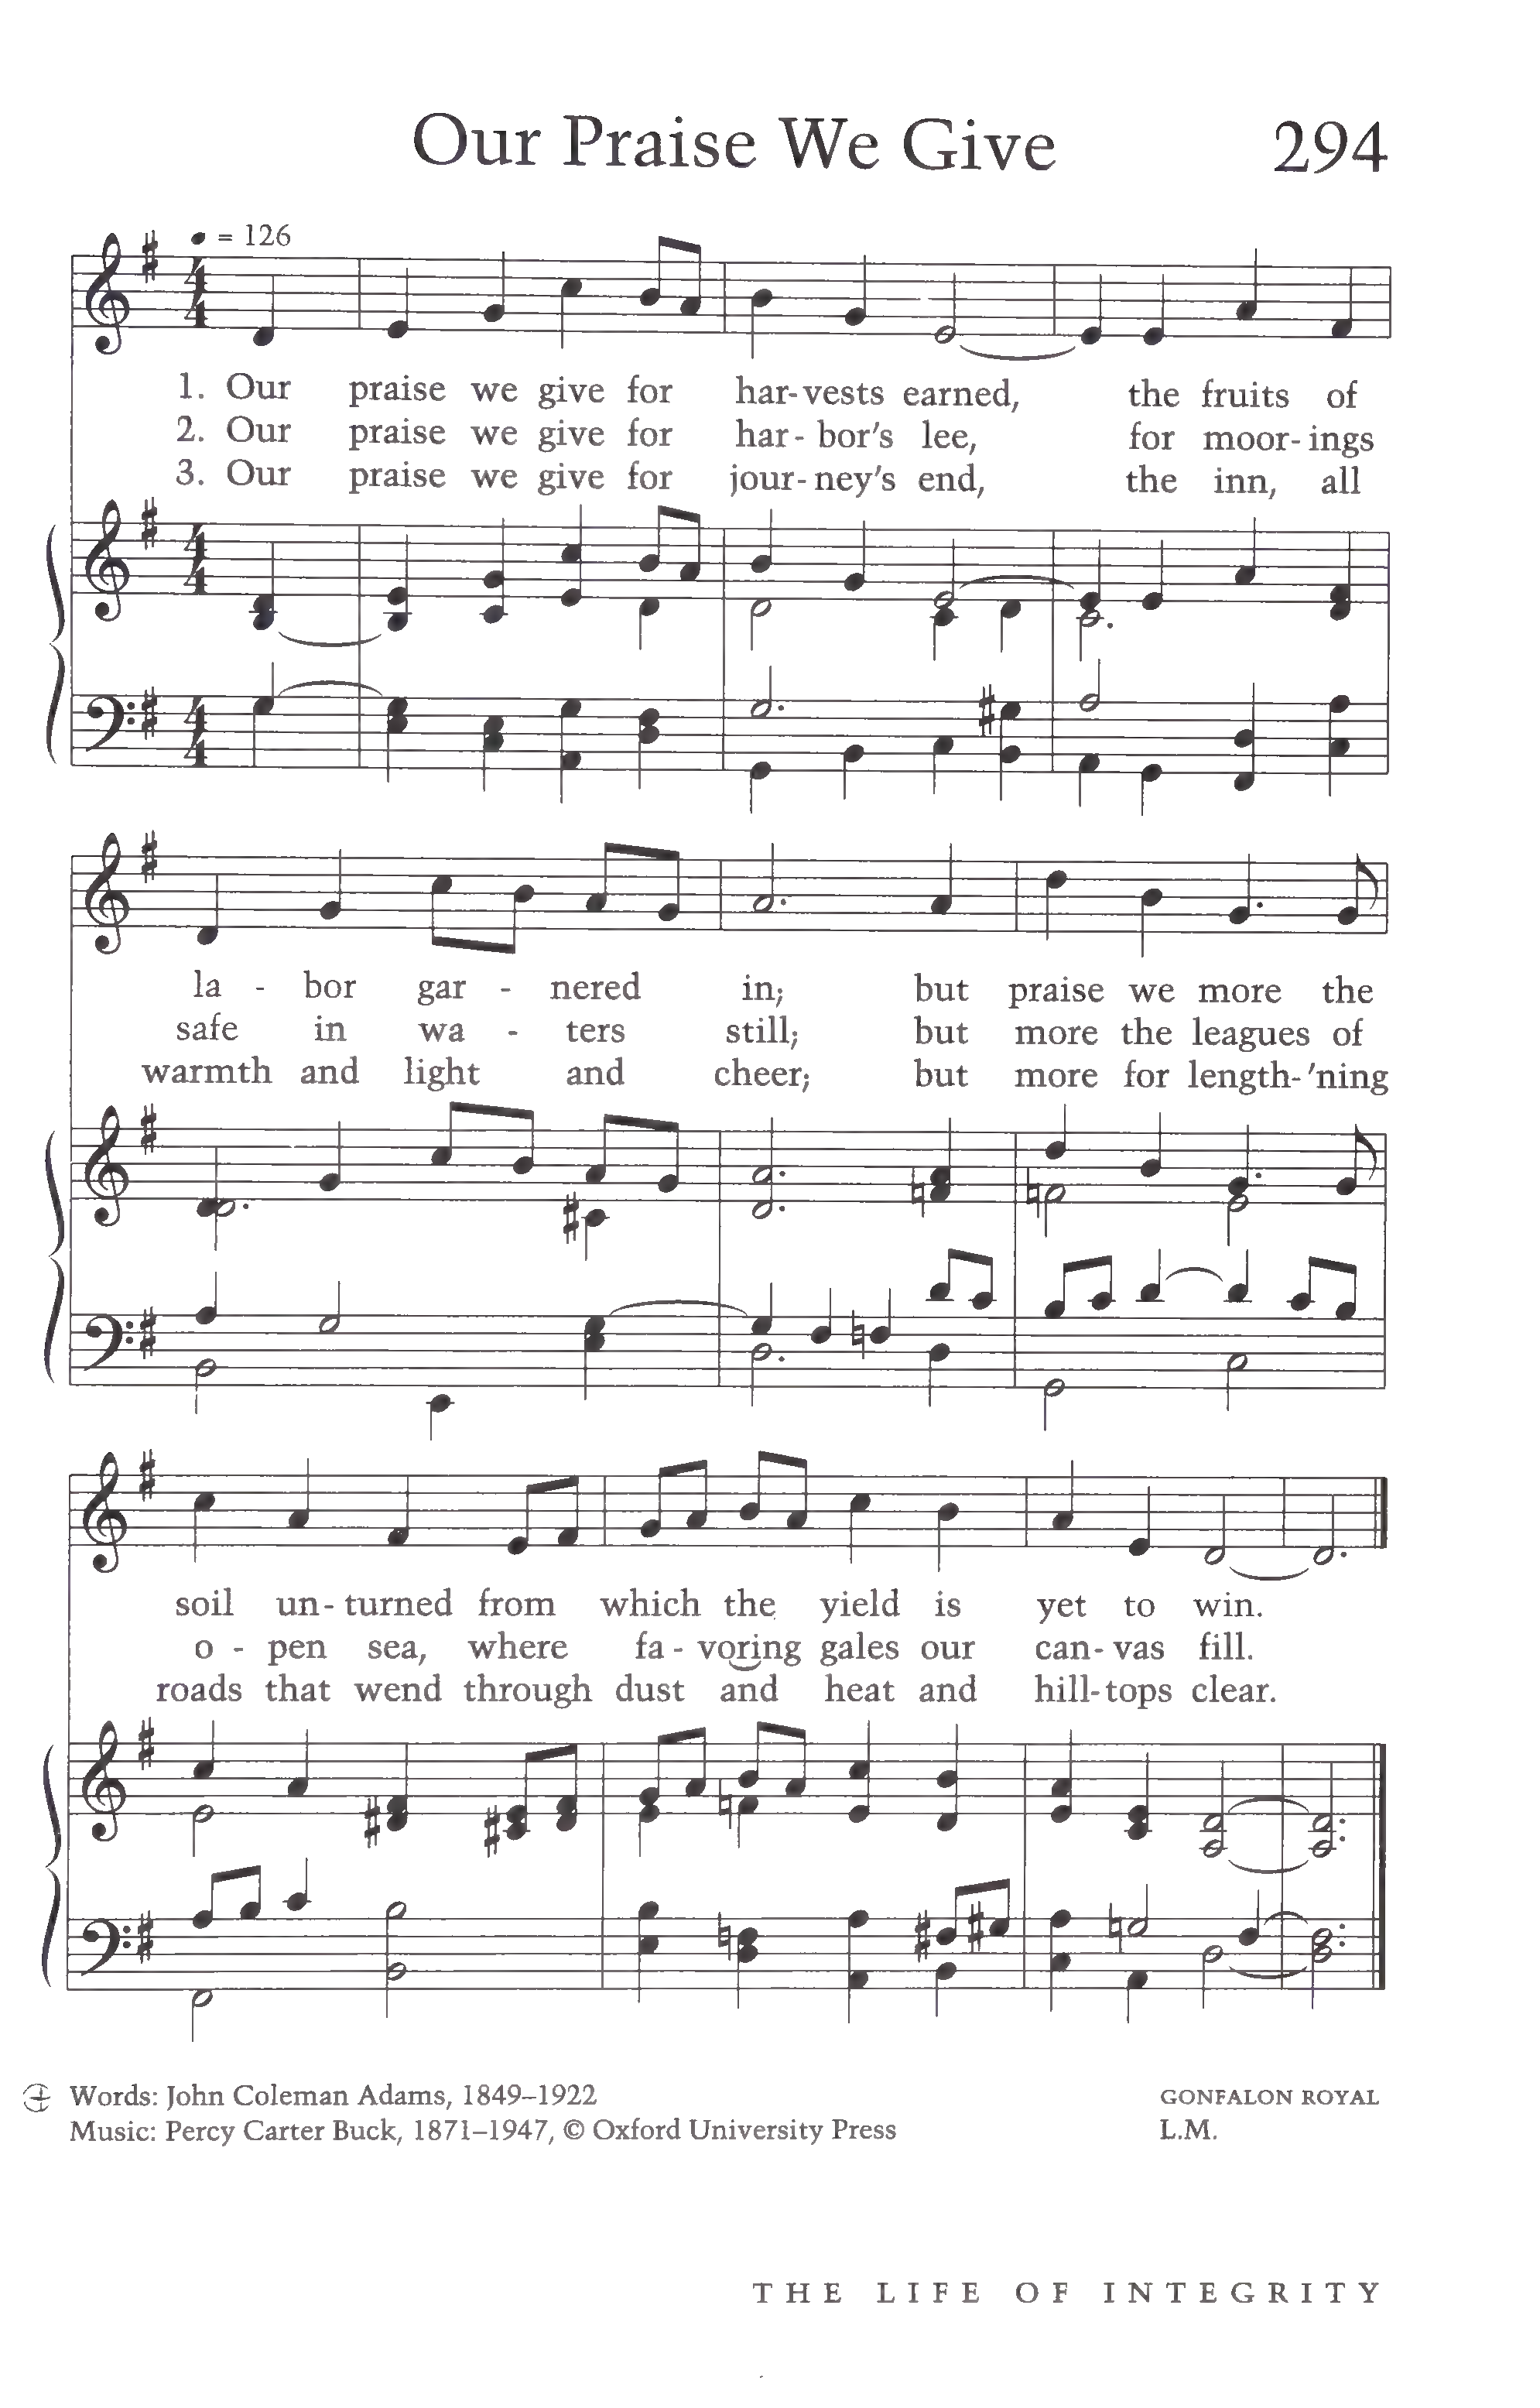 Our Praise We Give 294
= 126
1. Our praise we give for har-vests earned, the fruits of
2. Our praise we give for har- bor's lee, for moor- ings
3. Our praise we give for jour- ney's end, the inn, all
la - bor gar - nered in; but praise we more the
safe in wa - ters still; but more the leagues of
warmth and light and cheer; but more for length-'ning
soil un- turned from which the yield is yet to win.
o - pen sea, where fa - voring gales our can- vas fill.
roads that wend through dust and heat and hill- tops clear.
Words: John Coleman Adams, 1849–1922 GONFALON ROYAL
Music: Percy Carter Buck, 1871–1947, © Oxford University Press L.M.
THE LIFE OF INTEGRITY